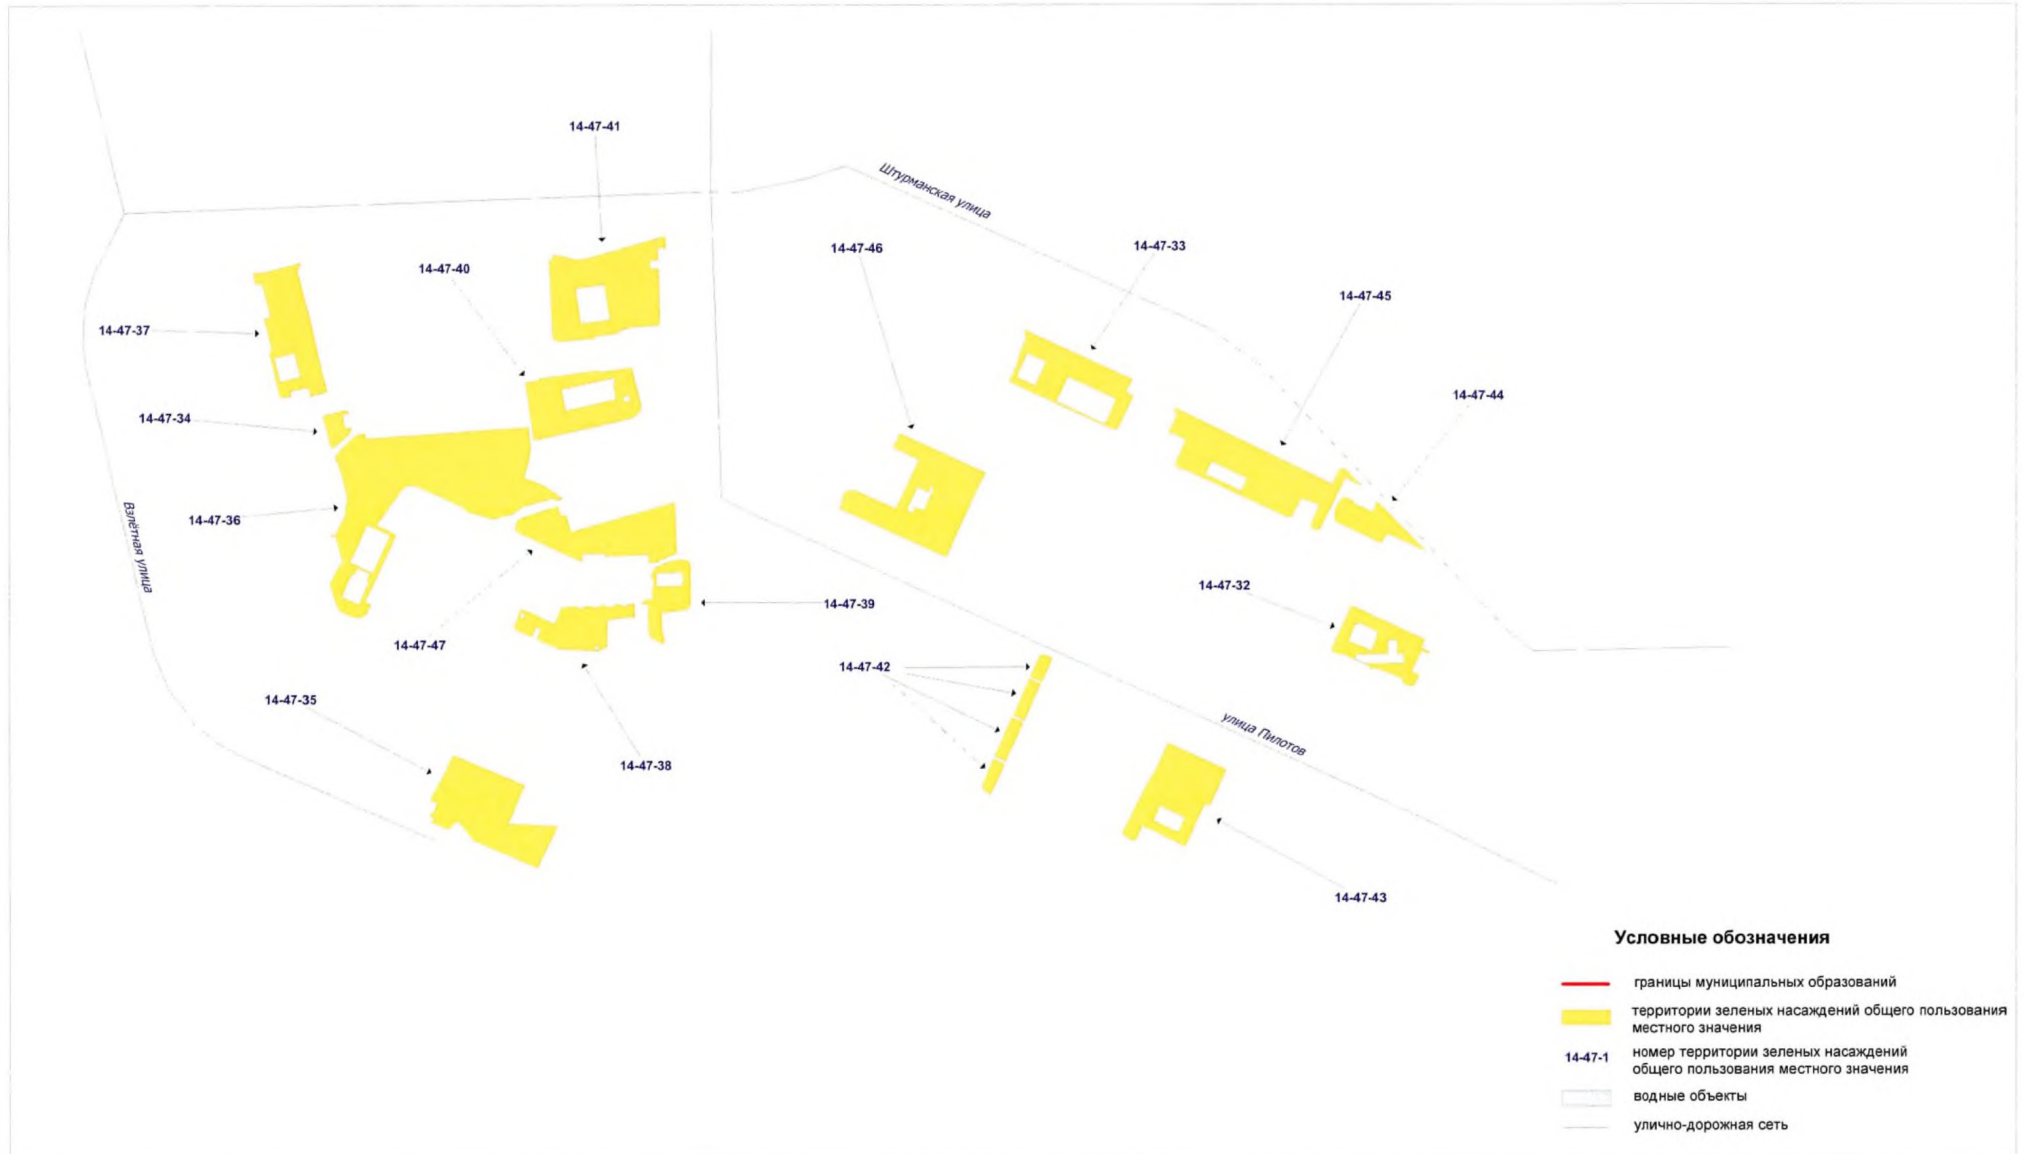 14-47-41
Штурманская улица
14-47-46
14-47-33
14-47-40
14-47-45
14-47-37
14-47-44
14-47-34
14-47-36
Взлётная улица
14-47-32
14-47-39
14-47-47
14-47-42
14-47-35
улица Пилотов
14-47-38
14-47-43
Условные обозначения
границы муниципальных образований
территории зеленых насаждений общего пользования
местного значения
14-47-1
номер территории зеленых насаждений
общего пользования местного значения
водные объекты
улично-дорожная сеть